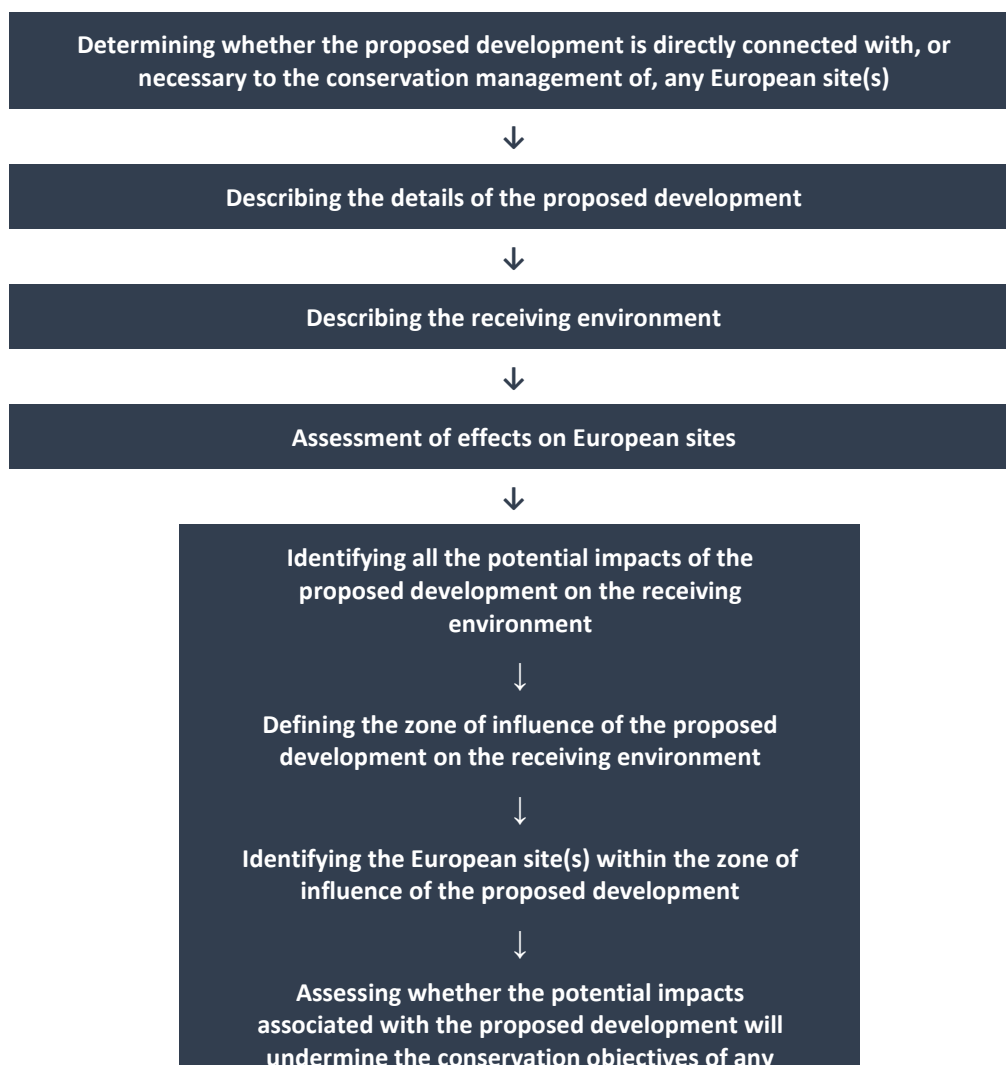 Determining whether the proposed development is directly connected with, or
necessary to the conservation management of, any European site(s)
↓
Describing the details of the proposed development
↓
Describing the receiving environment
↓
Assessment of effects on European sites
↓
Identifying all the potential impacts of the
proposed development on the receiving
environment
↓
Defining the zone of influence of the proposed
development on the receiving environment
↓
Identifying the European site(s) within the zone of
influence of the proposed development
↓
Assessing whether the potential impacts
associated with the proposed development will
undermine the conservation objectives of any